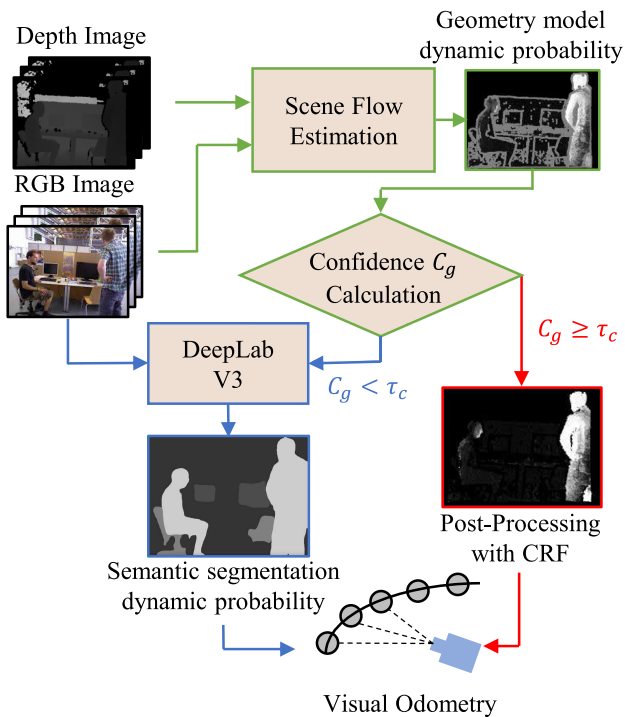 Depth Image
Geometry model
dynamic probability
Scene Flow
Estimation
RGB Image
Confidence C_g
Calculation
C_g ≥ τ_c
DeepLab
V3
C_g < τ_c
Post-Processing
with CRF
Semantic segmentation
dynamic probability
Visual Odometry